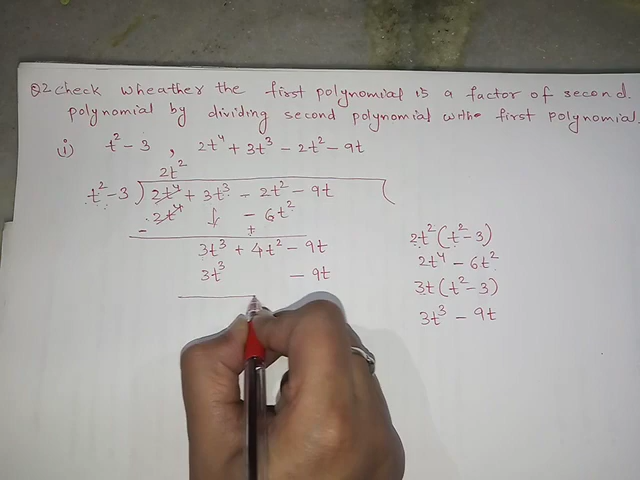 Q2 Check wheather the first polynomial is a factor of second.
polynomial by dividing second polynomial wthe first polynomial.
i) t² - 3 , 2t⁴ + 3t³ - 2t² - 9t
2t²
t² - 3 ) 2t⁴ + 3t³ - 2t² - 9t (
2t⁴ ↓ - 6t²
- +
3t³ + 4t² - 9t
3t³ - 9t
2t² (t² - 3)
2t⁴ - 6t²
3t (t² - 3)
3t³ - 9t